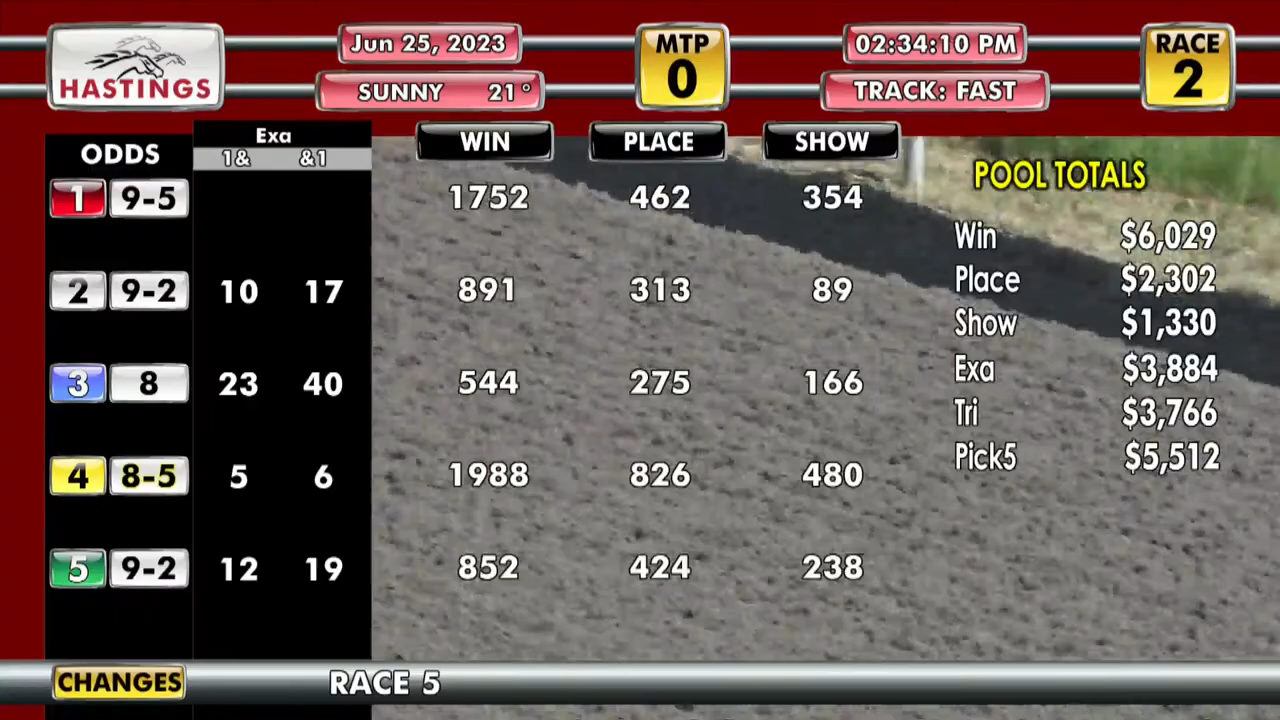 HASTINGS
Jun 25, 2023
SUNNY 21°
MTP
0
02:34:10 PM
TRACK: FAST
RACE
2
ODDS Exa WIN PLACE SHOW
1& &1
1 9-5 1752 462 354
2 9-2 10 17 891 313 89
3 8 23 40 544 275 166
4 8-5 5 6 1988 826 480
5 9-2 12 19 852 424 238
POOL TOTALS
Win $6,029
Place $2,302
Show $1,330
Exa $3,884
Tri $3,766
Pick5 $5,512
CHANGES RACE 5